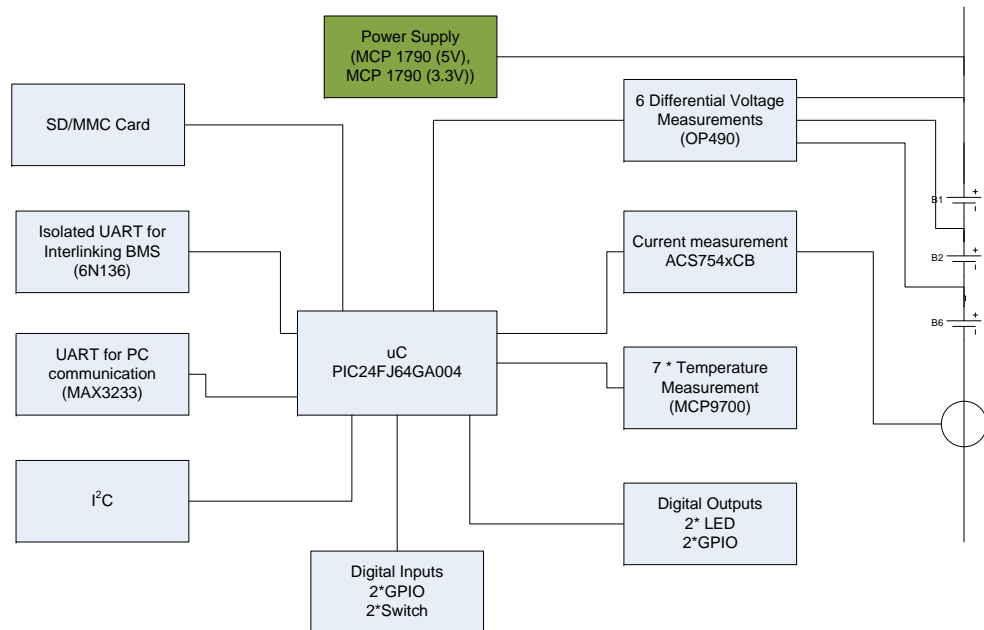 Power Supply
(MCP 1790 (5V),
MCP 1790 (3.3V))
SD/MMC Card
6 Differential Voltage
Measurements
(OP490)
+
B1
-
Isolated UART for
Interlinking BMS
(6N136)
Current measurement
ACS754xCB
+
B2
-
+
B6
-
uC
PIC24FJ64GA004
UART for PC
communication
(MAX3233)
7 * Temperature
Measurement
(MCP9700)
I²C
Digital Outputs
2* LED
2*GPIO
Digital Inputs
2*GPIO
2*Switch